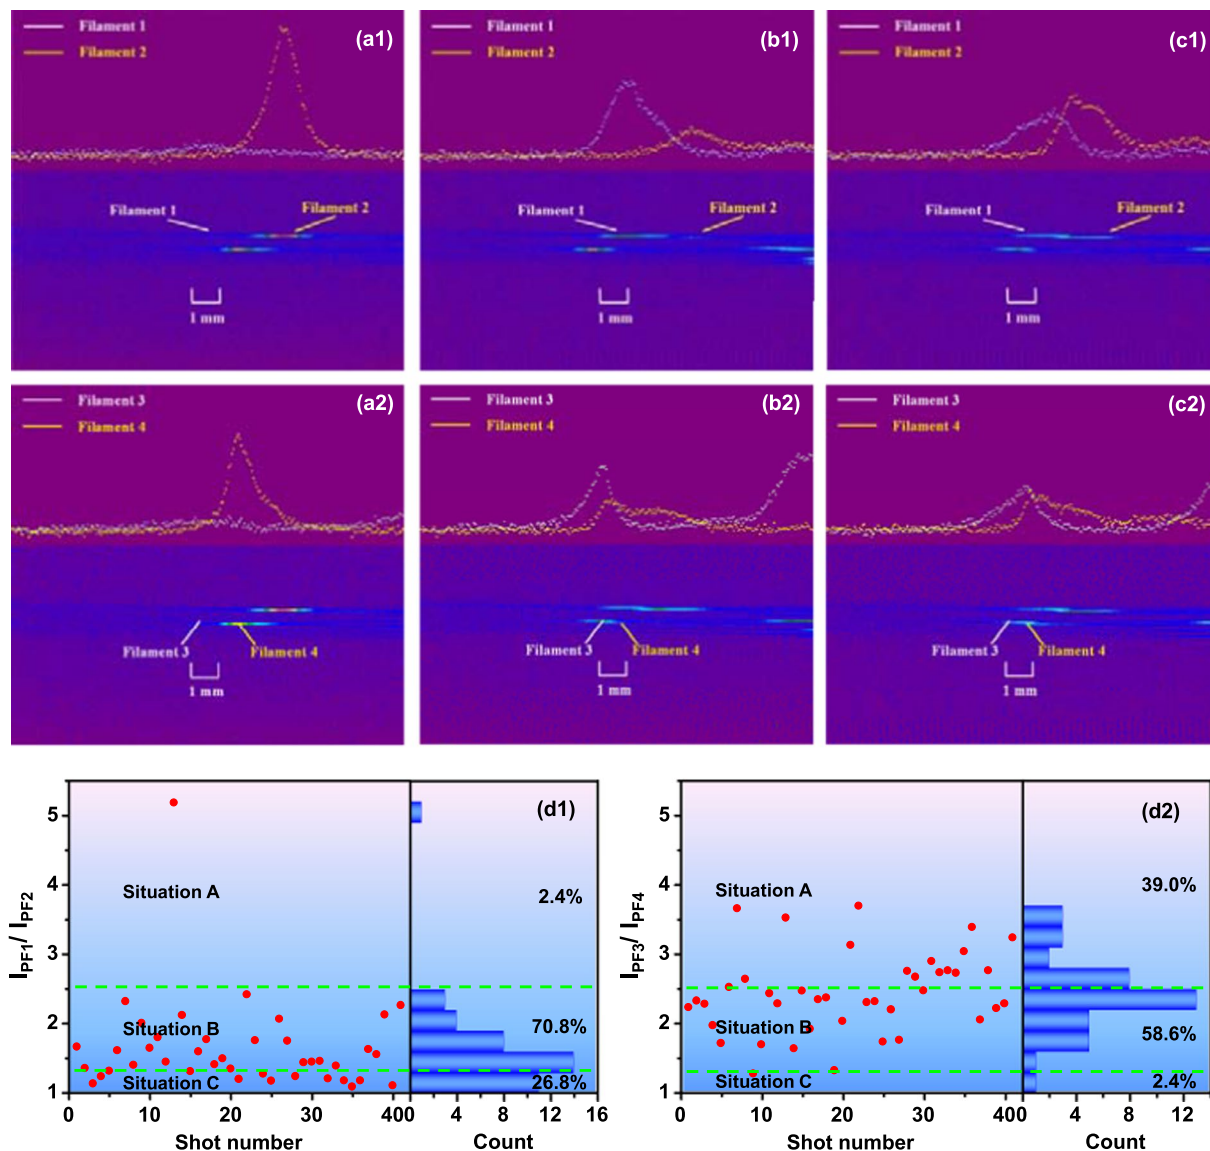 Filament 1
Filament 2
(a1)
Filament 1
Filament 2
1 mm
Filament 1
Filament 2
(b1)
Filament 1
Filament 2
1 mm
Filament 1
Filament 2
(c1)
Filament 1
Filament 2
1 mm
Filament 3
Filament 4
(a2)
Filament 3
Filament 4
1 mm
Filament 3
Filament 4
(b2)
Filament 3
Filament 4
1 mm
Filament 3
Filament 4
(c2)
Filament 3
Filament 4
1 mm
(d1)
IPF1/ IPF2
5
4
3
2
1
Situation A
Situation B
Situation C
2.4%
70.8%
26.8%
0 10 20 30 400 4 8 12 16
Shot number Count
(d2)
IPF3/ IPF4
5
4
3
2
1
Situation A
Situation B
Situation C
39.0%
58.6%
2.4%
0 10 20 30 400 4 8 12
Shot number Count